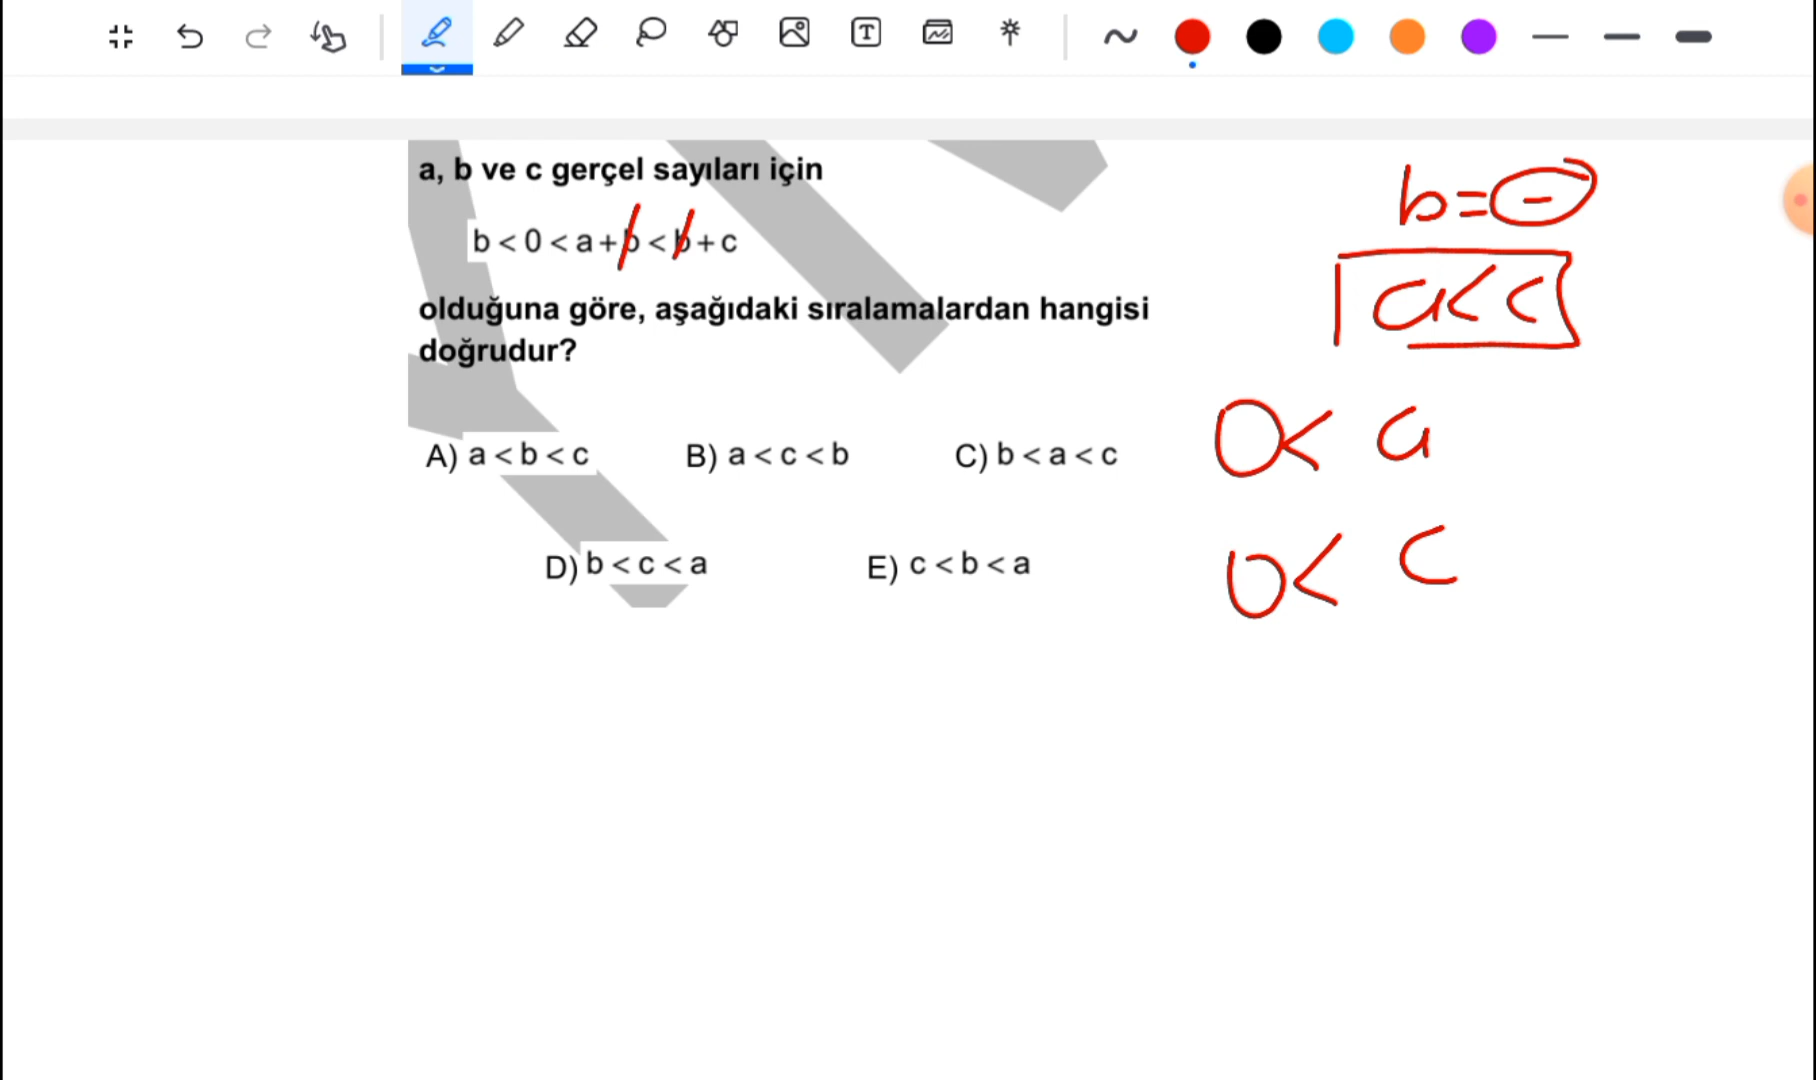 a, b ve c gerçel sayıları için
b < 0 < a + b < b + c
olduğuna göre, aşağıdaki sıralamalardan hangisi
doğrudur?
A) a < b < c B) a < c < b C) b < a < c
D) b < c < a E) c < b < a
b = -
a < c
0 < a
0 < c